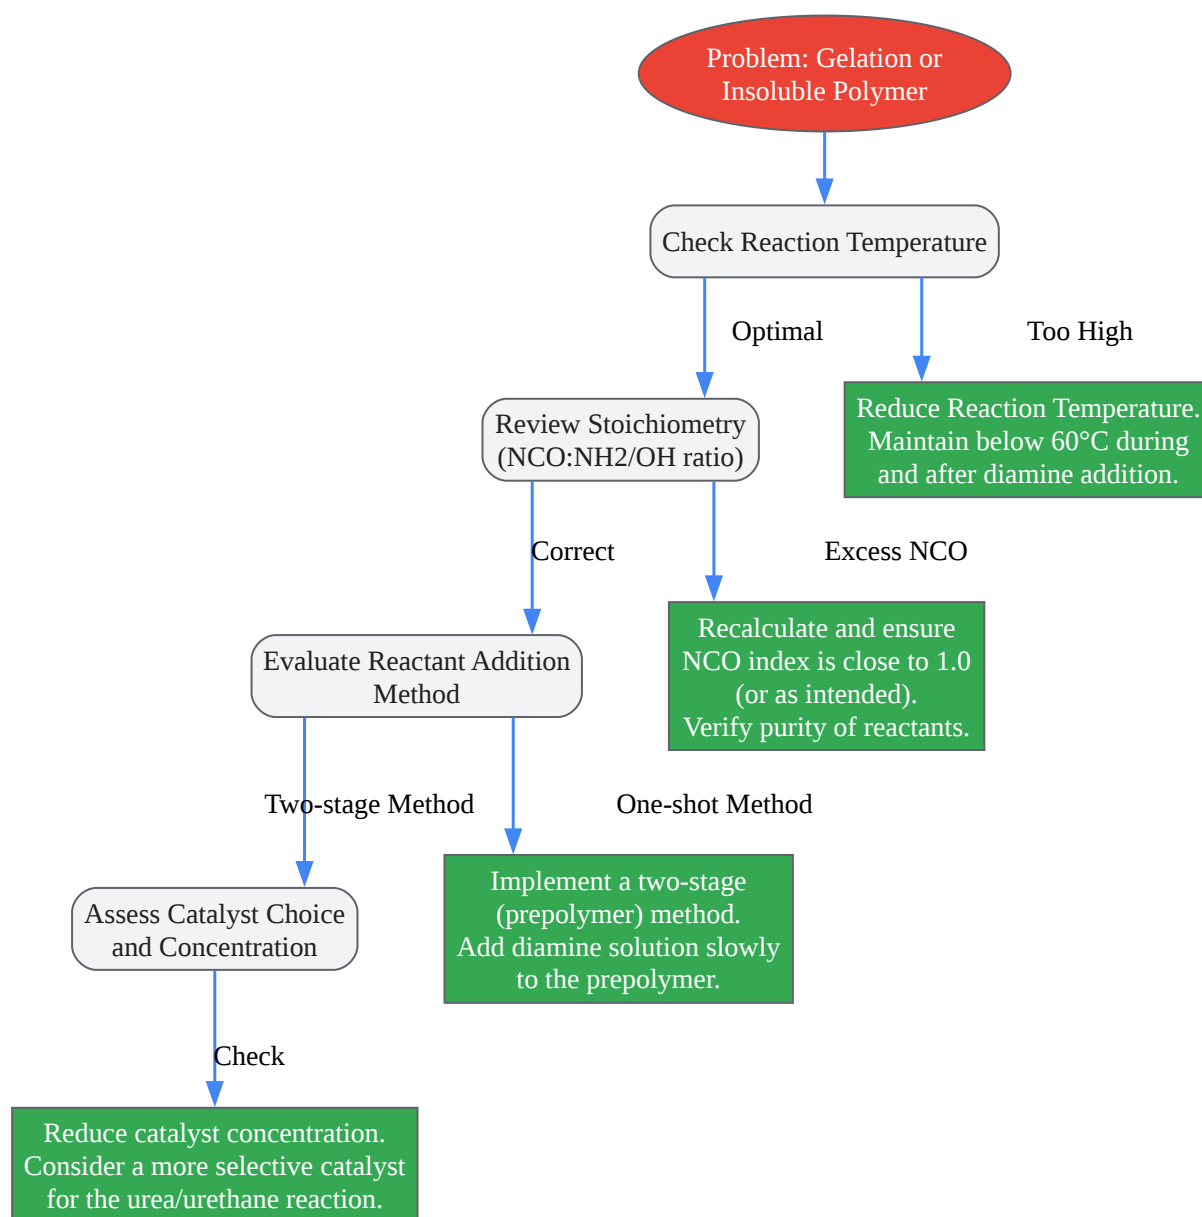 Problem: Gelation or
Insoluble Polymer
Check Reaction Temperature
Optimal
Too High
Reduce Reaction Temperature.
Maintain below 60°C during
and after diamine addition.
Review Stoichiometry
(NCO:NH2/OH ratio)
Correct
Excess NCO
Recalculate and ensure
NCO index is close to 1.0
(or as intended).
Verify purity of reactants.
Evaluate Reactant Addition
Method
Two-stage Method
One-shot Method
Implement a two-stage
(prepolymer) method.
Add diamine solution slowly
to the prepolymer.
Assess Catalyst Choice
and Concentration
Check
Reduce catalyst concentration.
Consider a more selective catalyst
for the urea/urethane reaction.